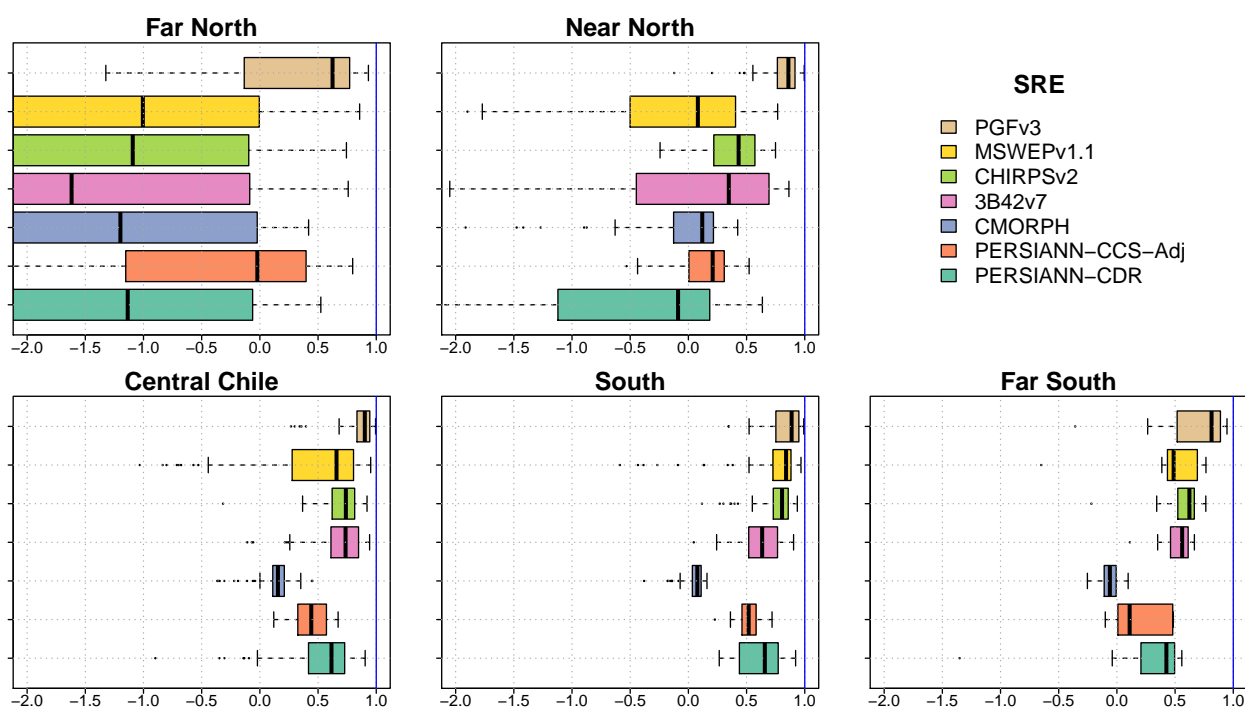 Far North
Near North
−2.0 −1.5 −1.0 −0.5 0.0 0.5 1.0
−2.0 −1.5 −1.0 −0.5 0.0 0.5 1.0
SRE
PGFv3
MSWEPv1.1
CHIRPSv2
3B42v7
CMORPH
PERSIANN−CCS−Adj
PERSIANN−CDR
Central Chile
South
Far South
−2.0 −1.5 −1.0 −0.5 0.0 0.5 1.0
−2.0 −1.5 −1.0 −0.5 0.0 0.5 1.0
−2.0 −1.5 −1.0 −0.5 0.0 0.5 1.0